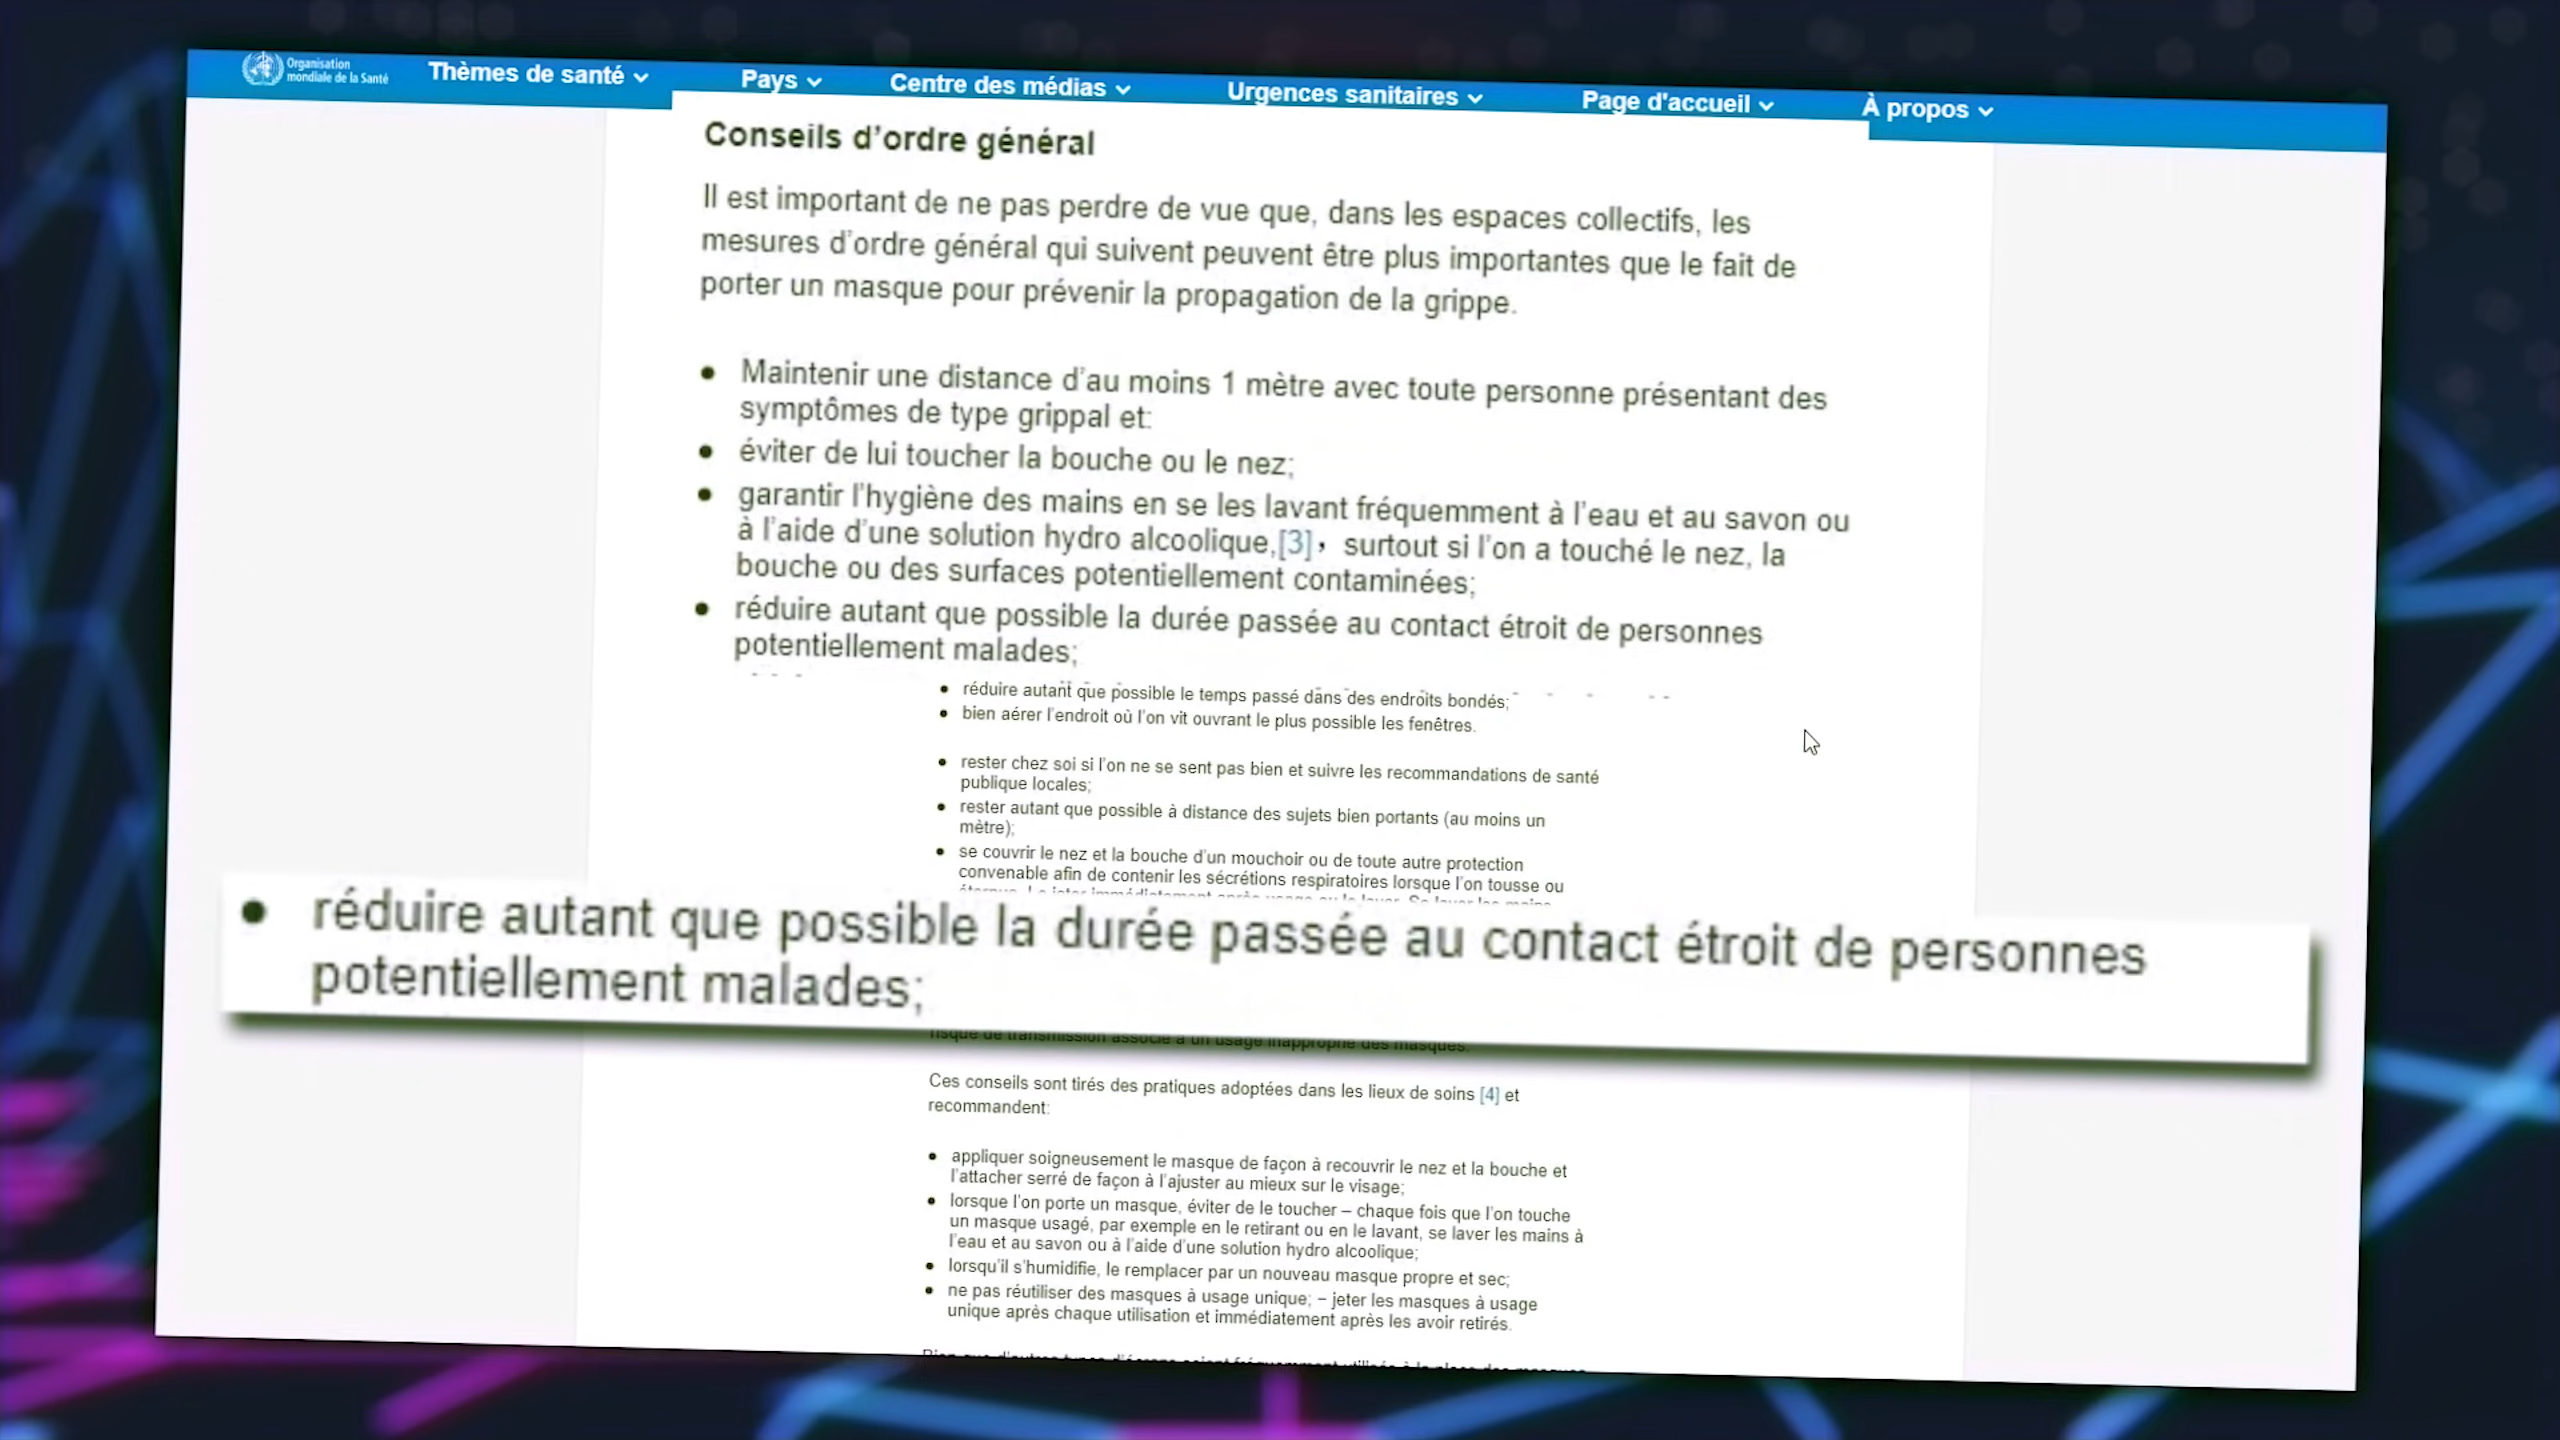 Organisation
mondiale de la Santé
Thèmes de santé
Pays
Centre des médias
Urgences sanitaires
Page d'accueil
À propos
Conseils d'ordre général
Il est important de ne pas perdre de vue que, dans les espaces collectifs, les
mesures d'ordre général qui suivent peuvent être plus importantes que le fait de
porter un masque pour prévenir la propagation de la grippe.
• Maintenir une distance d'au moins 1 mètre avec toute personne présentant des
symptômes de type grippal et:
• éviter de lui toucher la bouche ou le nez;
• garantir l'hygiène des mains en se les lavant fréquemment à l'eau et au savon ou
à l'aide d'une solution hydro alcoolique,[3], surtout si l'on a touché le nez, la
bouche ou des surfaces potentiellement contaminées;
• réduire autant que possible la durée passée au contact étroit de personnes
potentiellement malades;
• réduire autant que possible le temps passé dans des endroits bondés;
• bien aérer l'endroit où l'on vit ouvrant le plus possible les fenêtres.
• rester chez soi si l'on ne se sent pas bien et suivre les recommandations de santé
publique locales;
• rester autant que possible à distance des sujets bien portants (au moins un
mètre);
• se couvrir le nez et la bouche d'un mouchoir ou de toute autre protection
convenable afin de contenir les sécrétions respiratoires lorsque l'on tousse ou
• réduire autant que possible la durée passée au contact étroit de personnes
potentiellement malades;
risque de transmission associé à un usage inapproprié des masques.
Ces conseils sont tirés des pratiques adoptées dans les lieux de soins [4] et
recommandent:
• appliquer soigneusement le masque de façon à recouvrir le nez et la bouche et
l'attacher serré de façon à l'ajuster au mieux sur le visage;
• lorsque l'on porte un masque, éviter de le toucher – chaque fois que l'on touche
un masque usagé, par exemple en le retirant ou en le lavant, se laver les mains à
l'eau et au savon ou à l'aide d'une solution hydro alcoolique;
• lorsqu'il s'humidifie, le remplacer par un nouveau masque propre et sec;
• ne pas réutiliser des masques à usage unique; – jeter les masques à usage
unique après chaque utilisation et immédiatement après les avoir retirés.